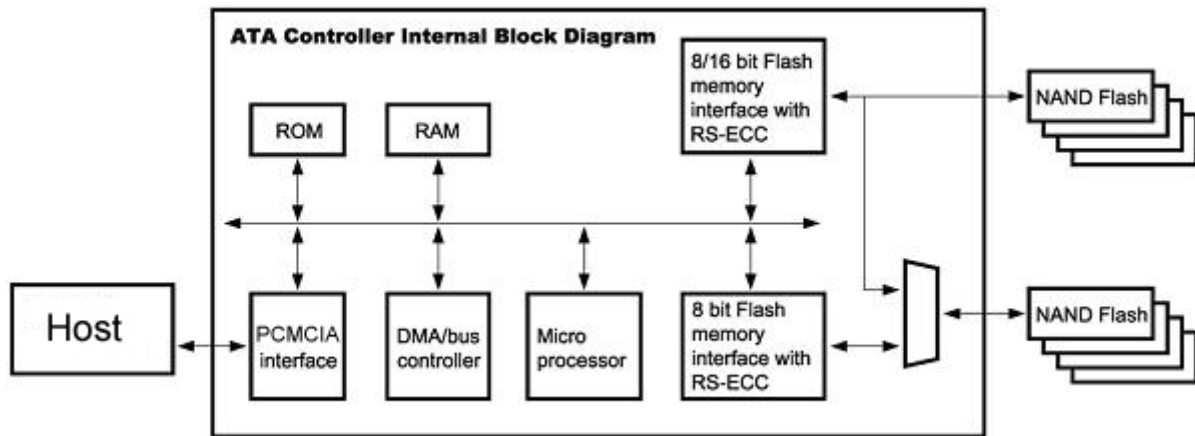 ATA Controller Internal Block Diagram
8/16 bit Flash
memory
interface with
RS-ECC
NAND Flash
ROM
RAM
Host
PCMCIA
interface
DMA/bus
controller
Micro
processor
8 bit Flash
memory
interface with
RS-ECC
NAND Flash